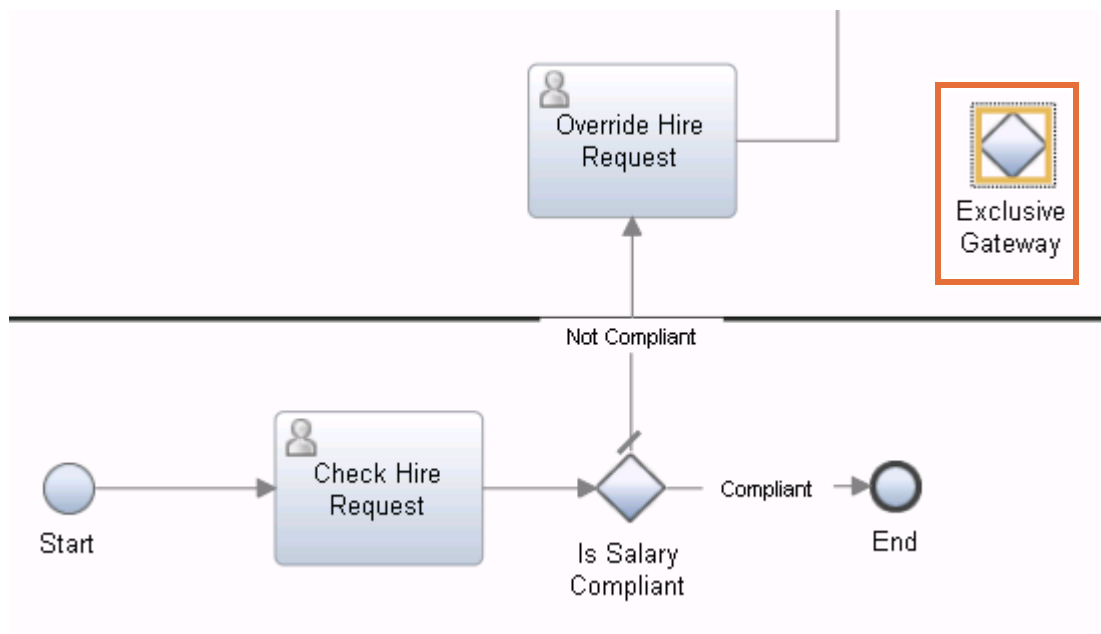 Override Hire
Request
Exclusive
Gateway
Not Compliant
Check Hire
Request
Compliant
Start
Is Salary
Compliant
End